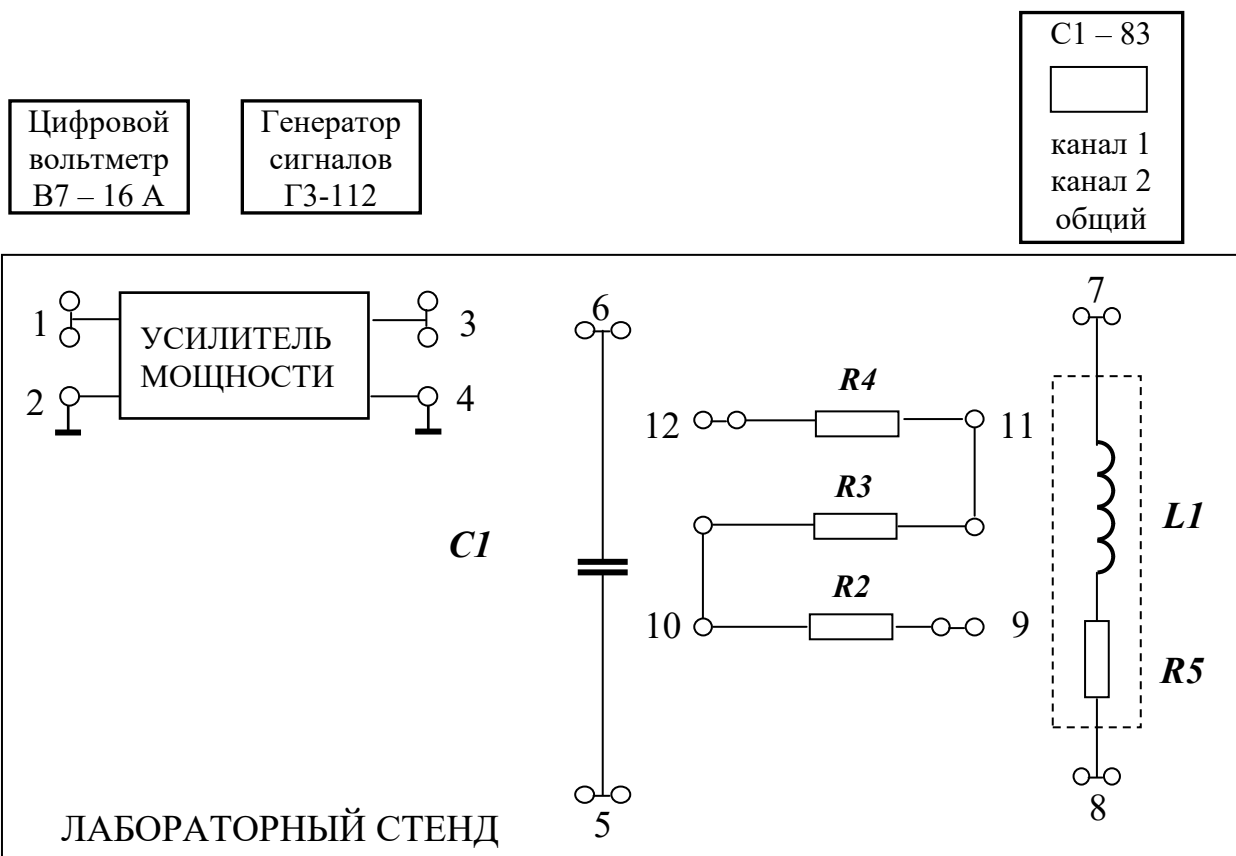 Цифровой
вольтметр
В7 – 16 А
Генератор
сигналов
Г3-112
С1 – 83
канал 1
канал 2
общий
1
2
УСИЛИТЕЛЬ
МОЩНОСТИ
3
4
6
C1
5
12
R4
11
R3
10
R2
9
7
L1
R5
8
ЛАБОРАТОРНЫЙ СТЕНД